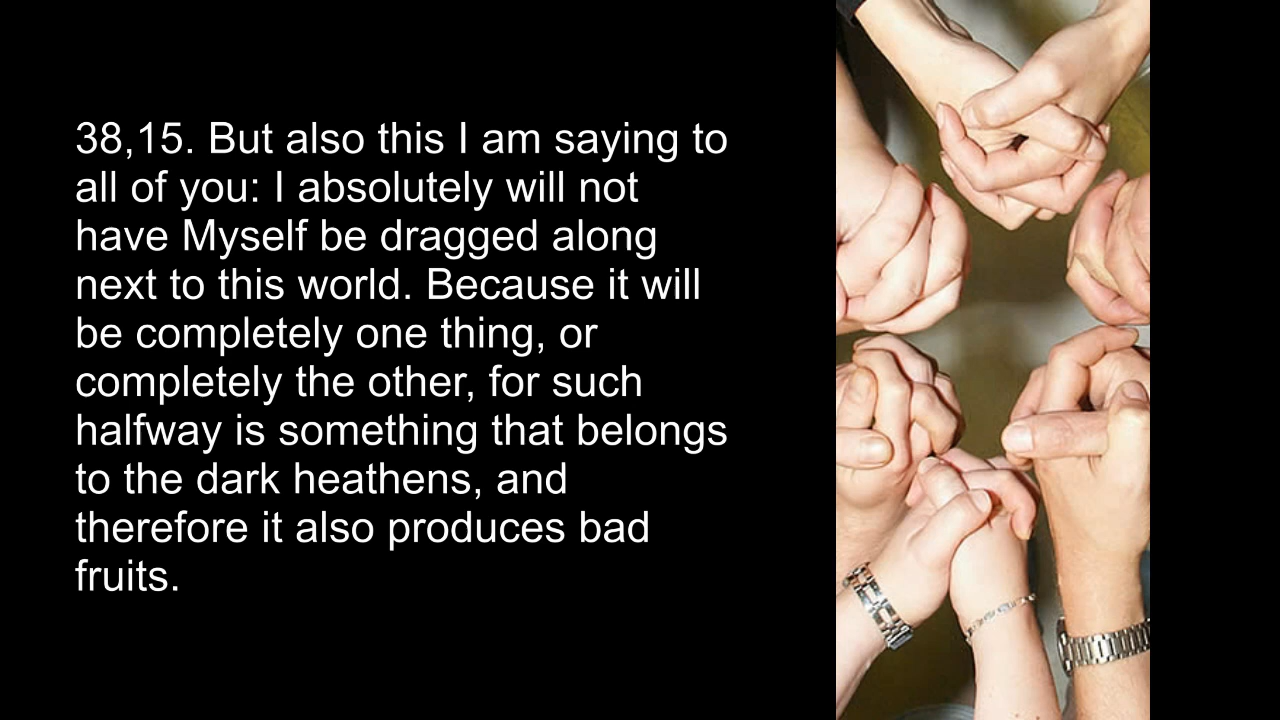 38,15. But also this I am saying to
all of you: I absolutely will not
have Myself be dragged along
next to this world. Because it will
be completely one thing, or
completely the other, for such
halfway is something that belongs
to the dark heathens, and
therefore it also produces bad
fruits.